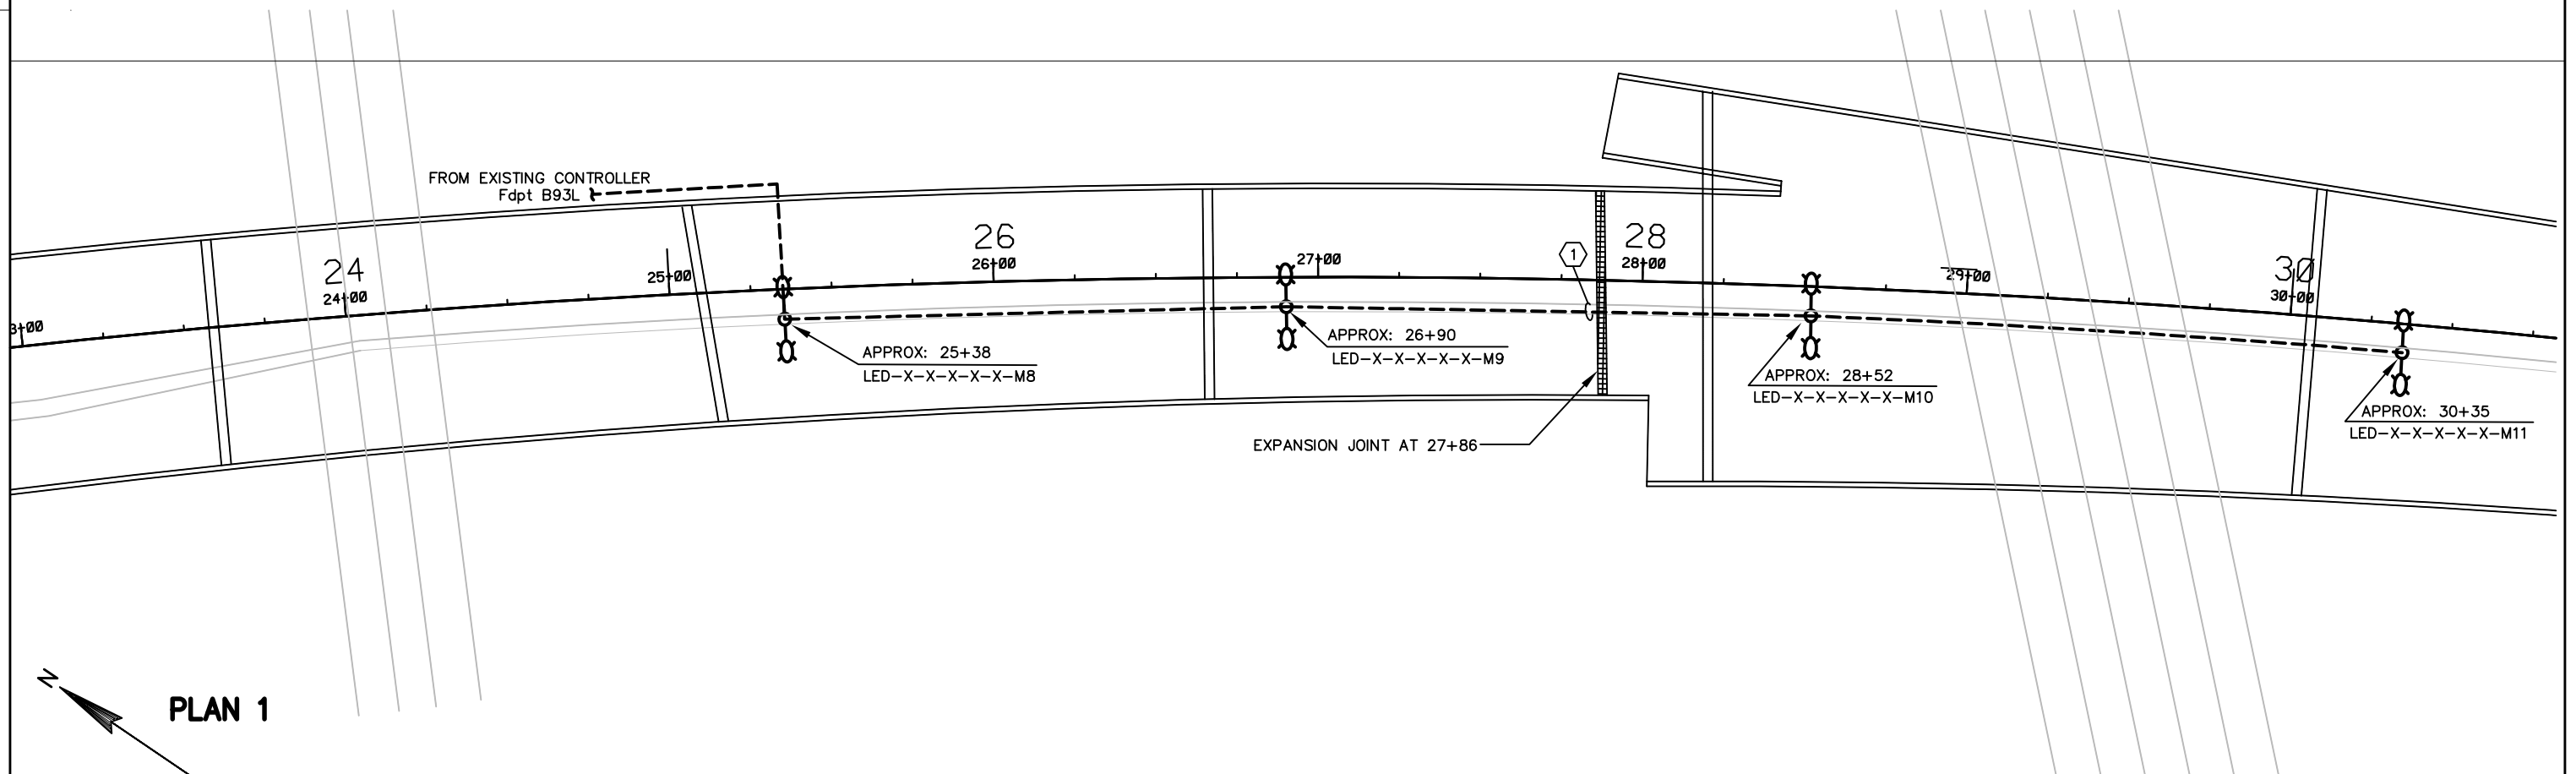 FROM EXISTING CONTROLLER
Fdpt B93L
24
26
28
30
3+00
24+00
25+00
26+00
27+00
28+00
29+00
30+00
1
APPROX: 25+38
LED-X-X-X-X-X-M8
APPROX: 26+90
LED-X-X-X-X-X-M9
APPROX: 28+52
LED-X-X-X-X-X-M10
APPROX: 30+35
LED-X-X-X-X-X-M11
EXPANSION JOINT AT 27+86
N
PLAN 1